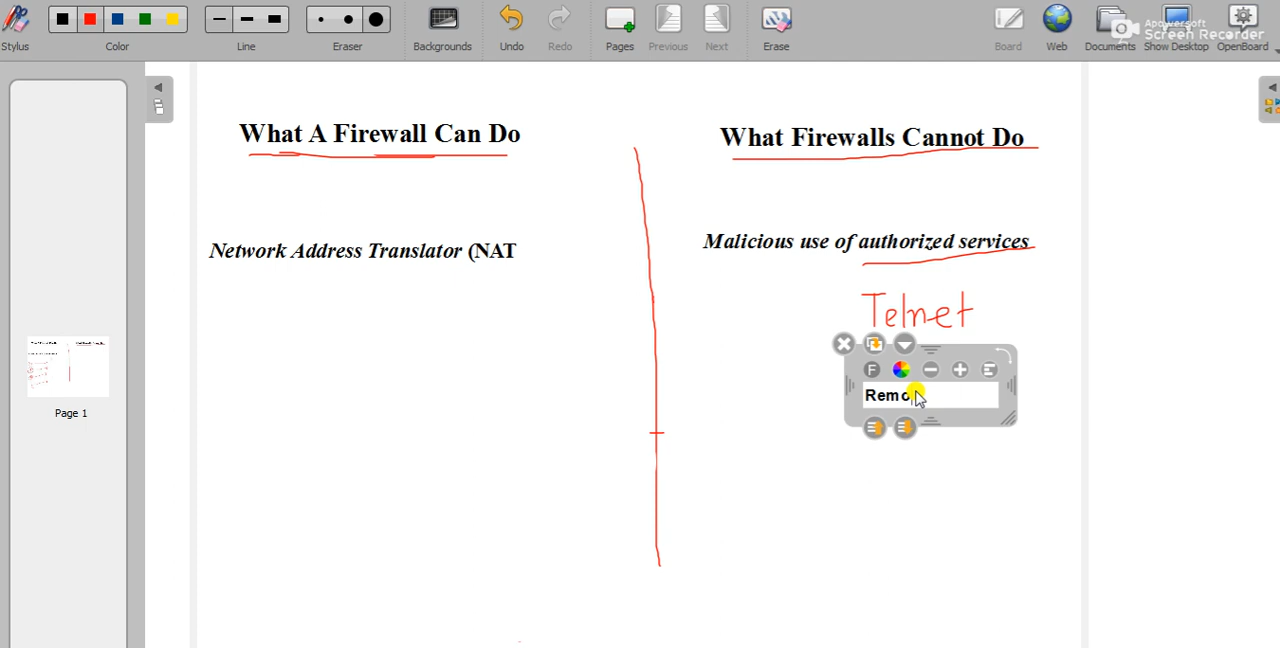 Stylus
Color
Line
Eraser
Backgrounds
Undo
Redo
Pages
Previous
Next
Erase
Board
Web
Documents
Show Desktop
OpenBoard
Apowersoft
Screen Recorder
What A Firewall Can Do
What Firewalls Cannot Do
Network Address Translator (NAT
Malicious use of authorized services
Telnet
F
Remo
Page 1